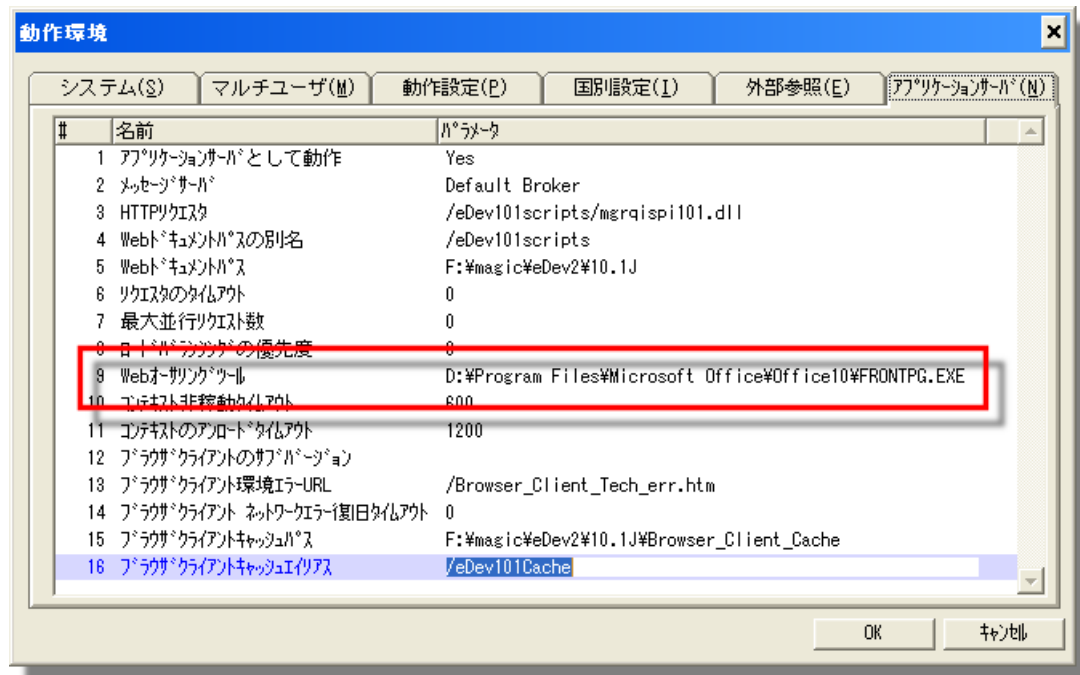 動作環境
システム(S) マルチユーザ(M) 動作設定(P) 国別設定(I) 外部参照(E) ｱﾌﾟﾘｹｰｼｮﾝｻｰﾊﾞ(N)
# 名前 ﾊﾟﾗﾒｰﾀ
1 ｱﾌﾟﾘｹｰｼｮﾝｻｰﾊﾞとして動作 Yes
2 ﾒｯｾｰｼﾞｻｰﾊﾞ Default Broker
3 HTTPﾘｸｴｽﾀ /eDev101scripts/mgrqispi101.dll
4 Webﾄﾞｷｭﾒﾝﾄﾊﾟｽの別名 /eDev101scripts
5 Webﾄﾞｷｭﾒﾝﾄﾊﾟｽ F:¥magic¥eDev2¥10.1J
6 ﾘｸｴｽﾀのﾀｲﾑｱｳﾄ 0
7 最大並行ﾘｸｴｽﾄ数 0
8 ﾛｰﾄﾞﾊﾞﾗﾝｼﾝｸﾞの優先度 0
9 Webｵｰｻﾘﾝｸﾞﾂｰﾙ D:¥Program Files¥Microsoft Office¥Office10¥FRONTPG.EXE
10 ｺﾝﾃｷｽﾄ非稼動ﾀｲﾑｱｳﾄ 600
11 ｺﾝﾃｷｽﾄのｱﾝﾛｰﾄﾞﾀｲﾑｱｳﾄ 1200
12 ﾌﾞﾗｳｻﾞｸﾗｲｱﾝﾄのｻﾌﾞﾊﾞｰｼﾞｮﾝ
13 ﾌﾞﾗｳｻﾞｸﾗｲｱﾝﾄ環境ｴﾗｰURL /Browser_Client_Tech_err.htm
14 ﾌﾞﾗｳｻﾞｸﾗｲｱﾝﾄ ﾈｯﾄﾜｰｸｴﾗｰ復旧ﾀｲﾑｱｳﾄ 0
15 ﾌﾞﾗｳｻﾞｸﾗｲｱﾝﾄｷｬｯｼｭﾊﾟｽ F:¥magic¥eDev2¥10.1J¥Browser_Client_Cache
16 ﾌﾞﾗｳｻﾞｸﾗｲｱﾝﾄｷｬｯｼｭｴｲﾘｱｽ /eDev101Cache
OK ｷｬﾝｾﾙ